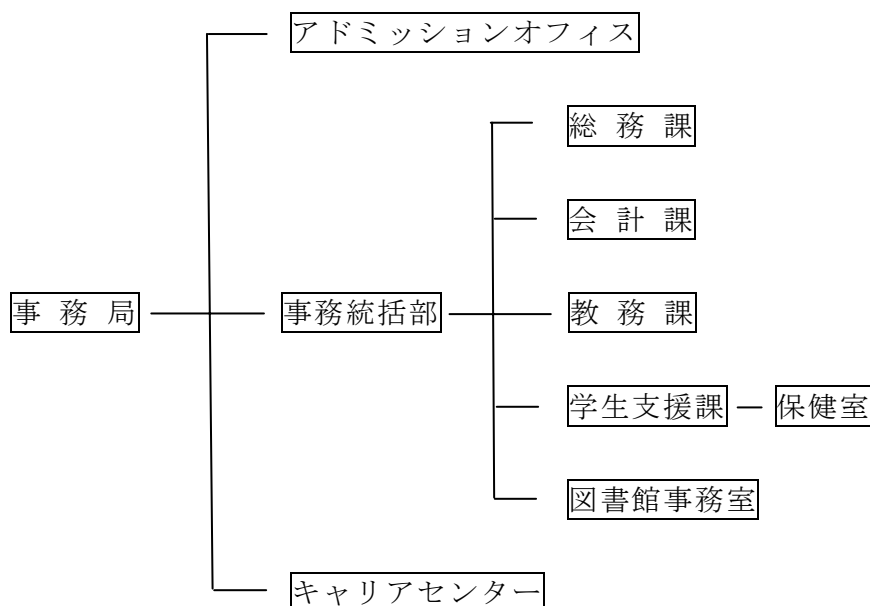 アドミッションオフィス
総務課
会計課
事務局
事務統括部
教務課
学生支援課
保健室
図書館事務室
キャリアセンター